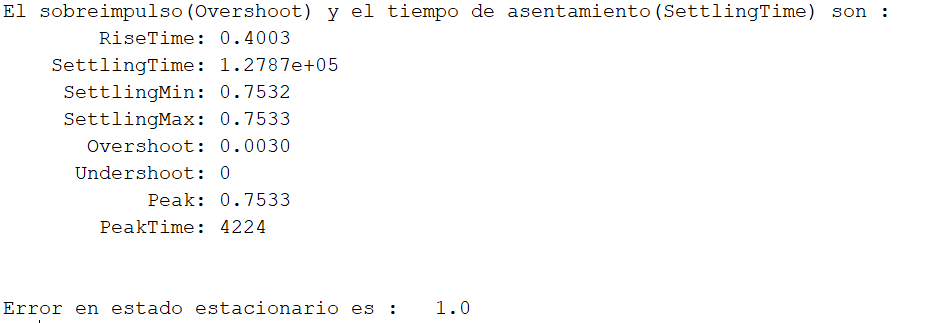 El sobreimpulso(Overshoot) y el tiempo de asentamiento(SettlingTime) son :
RiseTime: 0.4003
SettlingTime: 1.2787e+05
SettlingMin: 0.7532
SettlingMax: 0.7533
Overshoot: 0.0030
Undershoot: 0
Peak: 0.7533
PeakTime: 4224
Error en estado estacionario es :   1.0